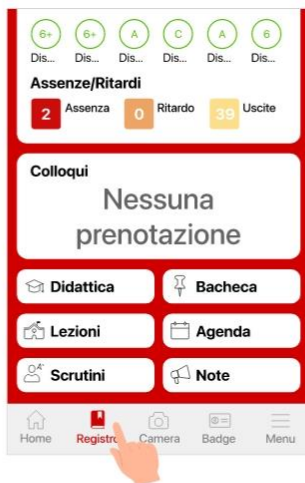 6+ 6+ A C A 6
Dis... Dis... Dis... Dis... Dis... Dis...
Assenze/Ritardi
2 Assenza 0 Ritardo 39 Uscite
Colloqui
Nessuna
prenotazione
Didattica Bacheca
Lezioni Agenda
Scrutini Note
Home Registro Camera Badge Menu